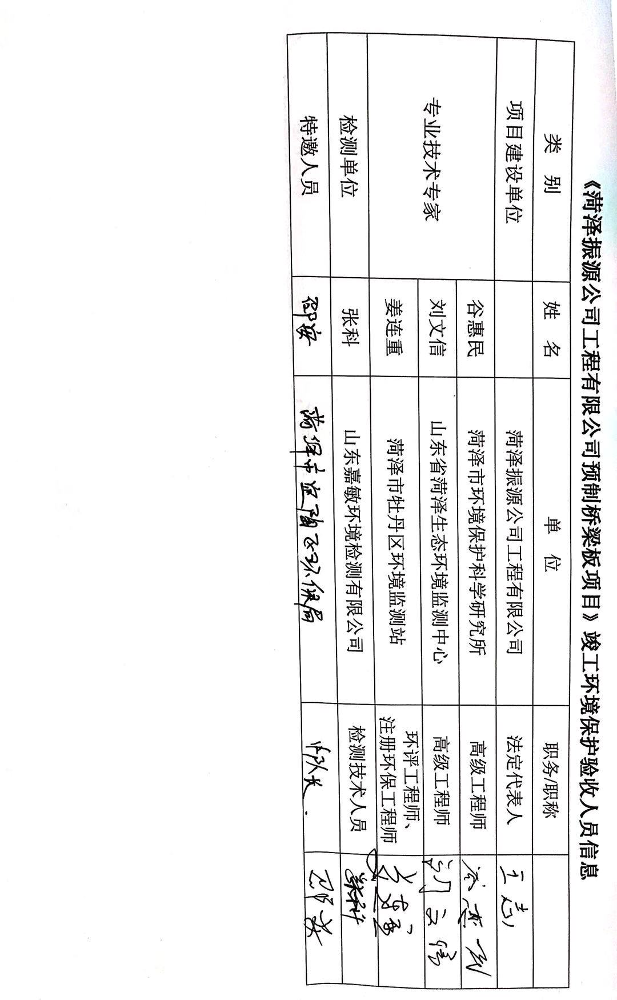 《菏泽振源公司工程有限公司预制桥梁板项目》竣工环境保护验收人员信息
类 别 姓 名 单 位 职务/职称
项目建设单位 菏泽振源公司工程有限公司 法定代表人 王志
专业技术专家 谷惠民 菏泽市环境保护科学研究所 高级工程师 谷惠民
刘文信 山东省菏泽生态环境监测中心 高级工程师 刘文信
姜连重 菏泽市牡丹区环境监测站 环评工程师、
注册环保工程师 姜连重
检测单位 张科 山东嘉敏环境检测有限公司 检测技术人员 张科
特邀人员 菏泽市定陶区环保局